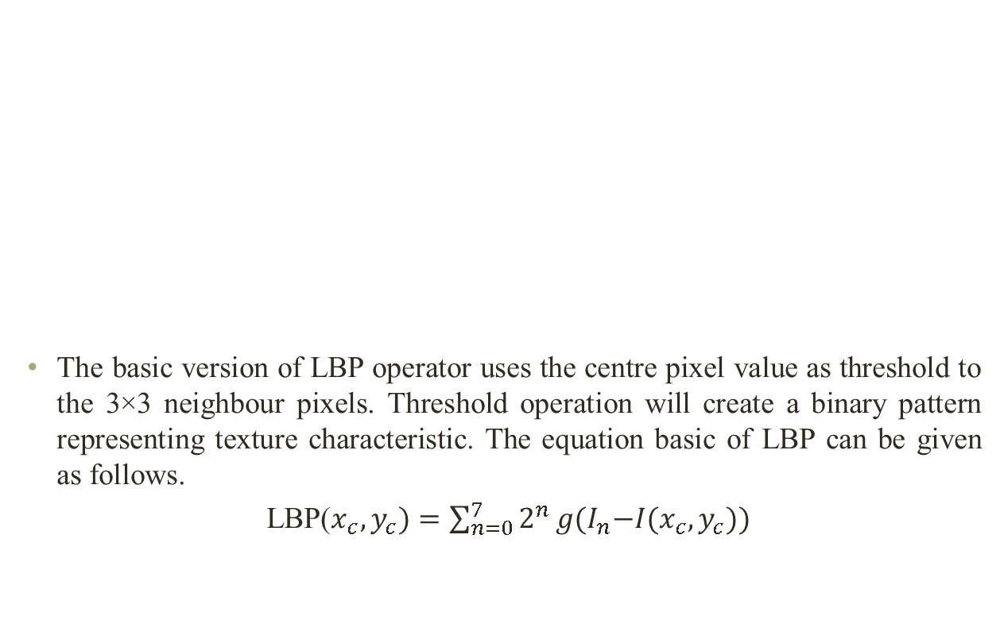 • The basic version of LBP operator uses the centre pixel value as threshold to
the 3×3 neighbour pixels. Threshold operation will create a binary pattern
representing texture characteristic. The equation basic of LBP can be given
as follows.
LBP(x_c, y_c) = ∑_{n=0}^{7} 2^n g(I_n−I(x_c, y_c))